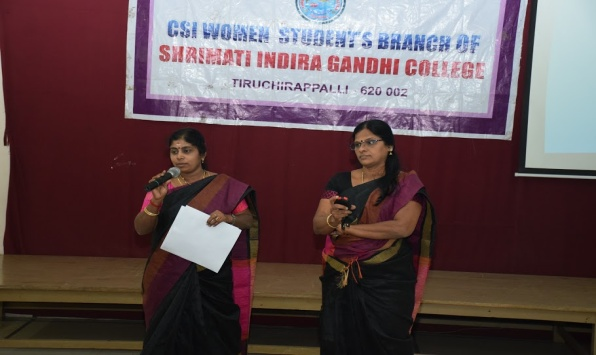 CSI WOMEN STUDENT'S BRANCH OF
SHRIMATI INDIRA GANDHI COLLEGE
TIRUCHIRAPPALLI 620 002